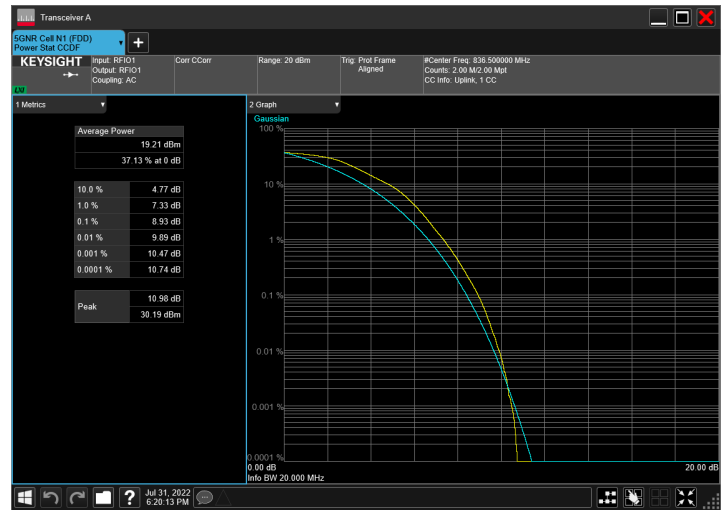 Transceiver A
5GNR Cell N1 (FDD)
Power Stat CCDF
KEYSIGHT
LXI
Input: RFIO1
Output: RFIO1
Coupling: AC
Corr CCorr
Range: 20 dBm
Trig: Prot Frame
Aligned
#Center Freq: 836.500000 MHz
Counts: 2.00 M/2.00 Mpt
CC Info: Uplink, 1 CC
1 Metrics
Average Power
19.21 dBm
37.13 % at 0 dB
10.0 % 4.77 dB
1.0 % 7.33 dB
0.1 % 8.93 dB
0.01 % 9.89 dB
0.001 % 10.47 dB
0.0001 % 10.74 dB
Peak
10.98 dB
30.19 dBm
2 Graph
Gaussian
100 %
10 %
1 %
0.1 %
0.01 %
0.001 %
0.0001 %
0.00 dB 20.00 dB
Info BW 20.000 MHz
?
Jul 31, 2022
6:20:13 PM